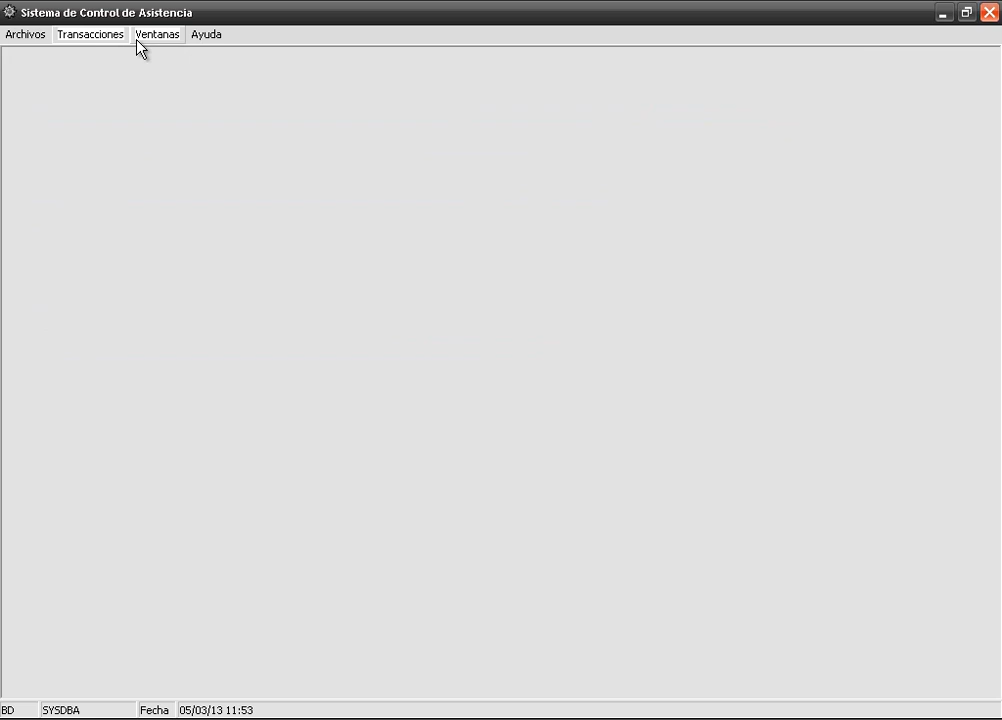 Sistema de Control de Asistencia
Archivos Transacciones Ventanas Ayuda
BD SYSDBA Fecha 05/03/13 11:53